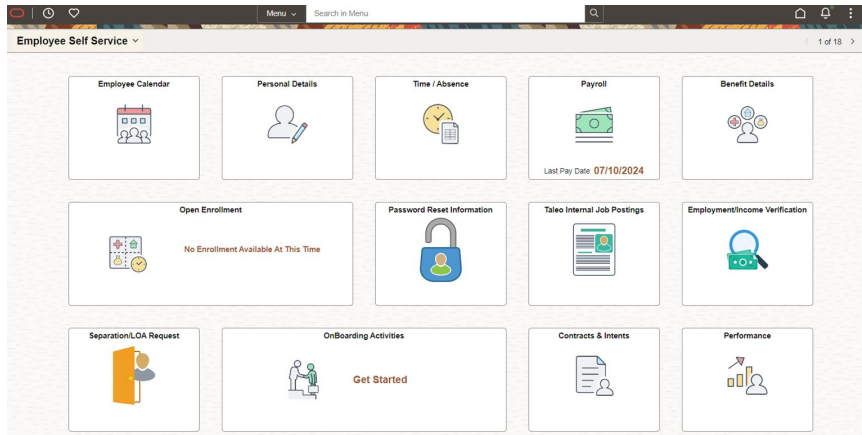 Menu
Search in Menu
Employee Self Service
1 of 18
Employee Calendar
Personal Details
Time / Absence
Payroll
Last Pay Date 07/10/2024
Benefit Details
Open Enrollment
No Enrollment Available At This Time
Password Reset Information
Taleo Internal Job Postings
Employment/Income Verification
Separation/LOA Request
OnBoarding Activities
Get Started
Contracts & Intents
Performance